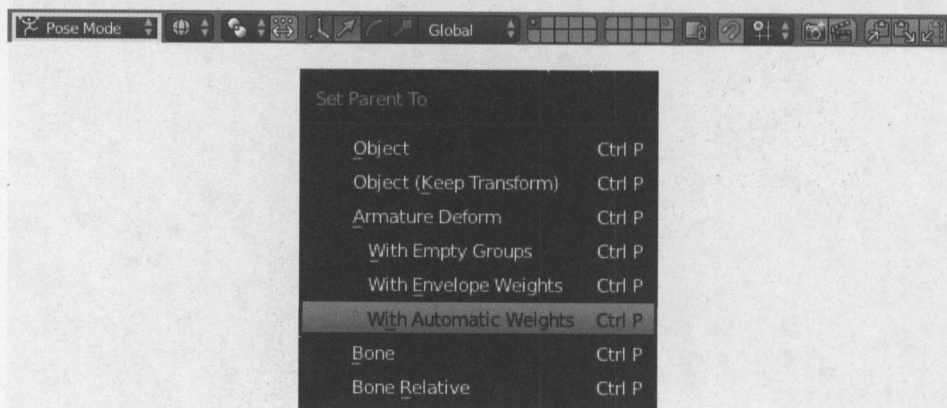 Pose Mode Global
Set Parent To
Object Ctrl P
Object (Keep Transform) Ctrl P
Armature Deform Ctrl P
With Empty Groups Ctrl P
With Envelope Weights Ctrl P
With Automatic Weights Ctrl P
Bone Ctrl P
Bone Relative Ctrl P